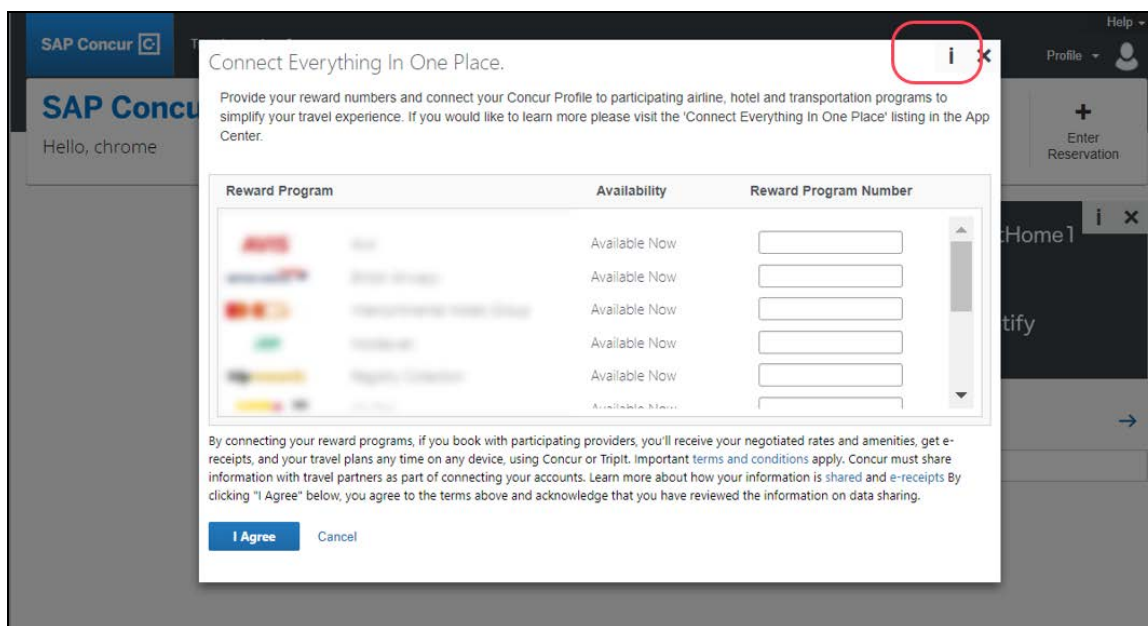 Help
SAP Concur C
Profile
Connect Everything In One Place.
i ×
SAP Concu
Hello, chrome
Provide your reward numbers and connect your Concur Profile to participating airline, hotel and transportation programs to
simplify your travel experience. If you would like to learn more please visit the 'Connect Everything In One Place' listing in the App
Center.
+
Enter
Reservation
Reward Program Availability Reward Program Number
i ×
AVIS Available Now
tHome1
Available Now
Available Now
tify
Available Now
Available Now
Available Now
By connecting your reward programs, if you book with participating providers, you'll receive your negotiated rates and amenities, get e-
receipts, and your travel plans any time on any device, using Concur or TripIt. Important terms and conditions apply. Concur must share
information with travel partners as part of connecting your accounts. Learn more about how your information is shared and e-receipts By
clicking "I Agree" below, you agree to the terms above and acknowledge that you have reviewed the information on data sharing.
I Agree Cancel